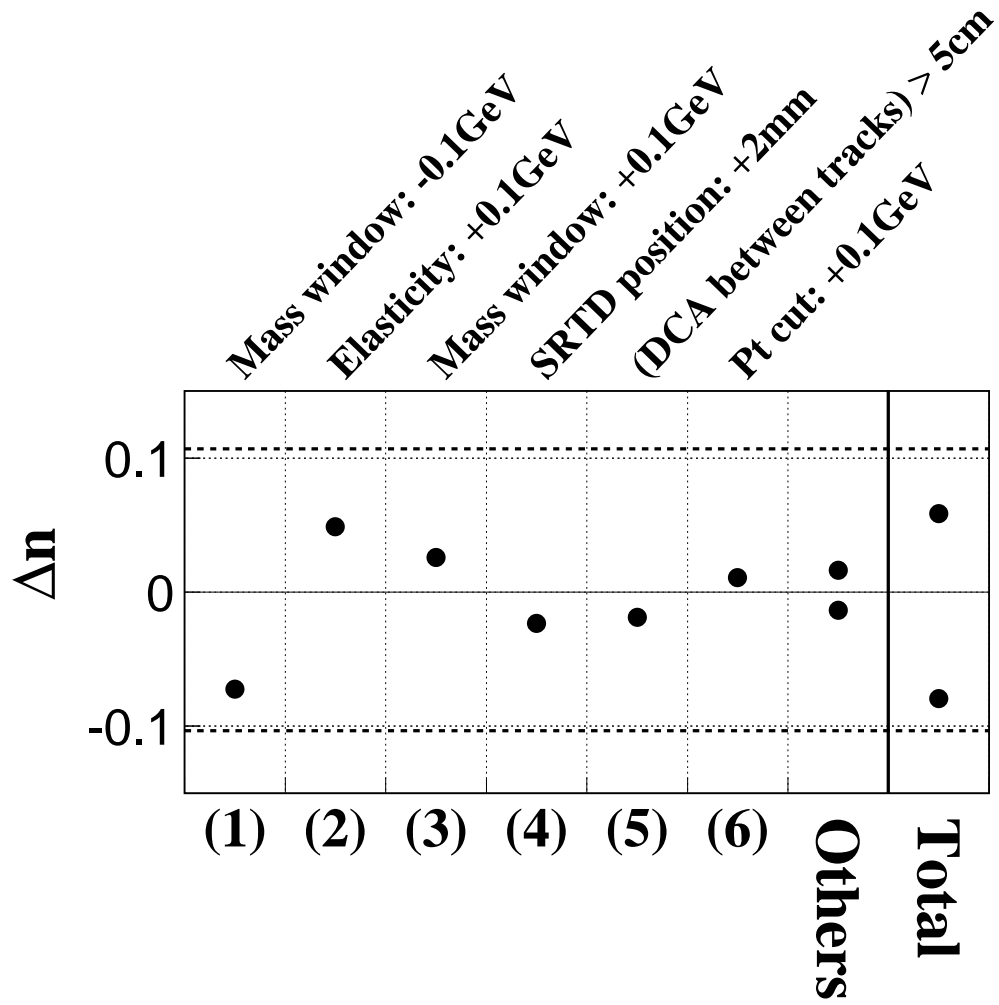 Mass window: -0.1GeV
Elasticity: +0.1GeV
Mass window: +0.1GeV
SRTD position: +2mm
(DCA between tracks) > 5cm
Pt cut: +0.1GeV
Δn
0.1
0
-0.1
(1) (2) (3) (4) (5) (6) Others Total